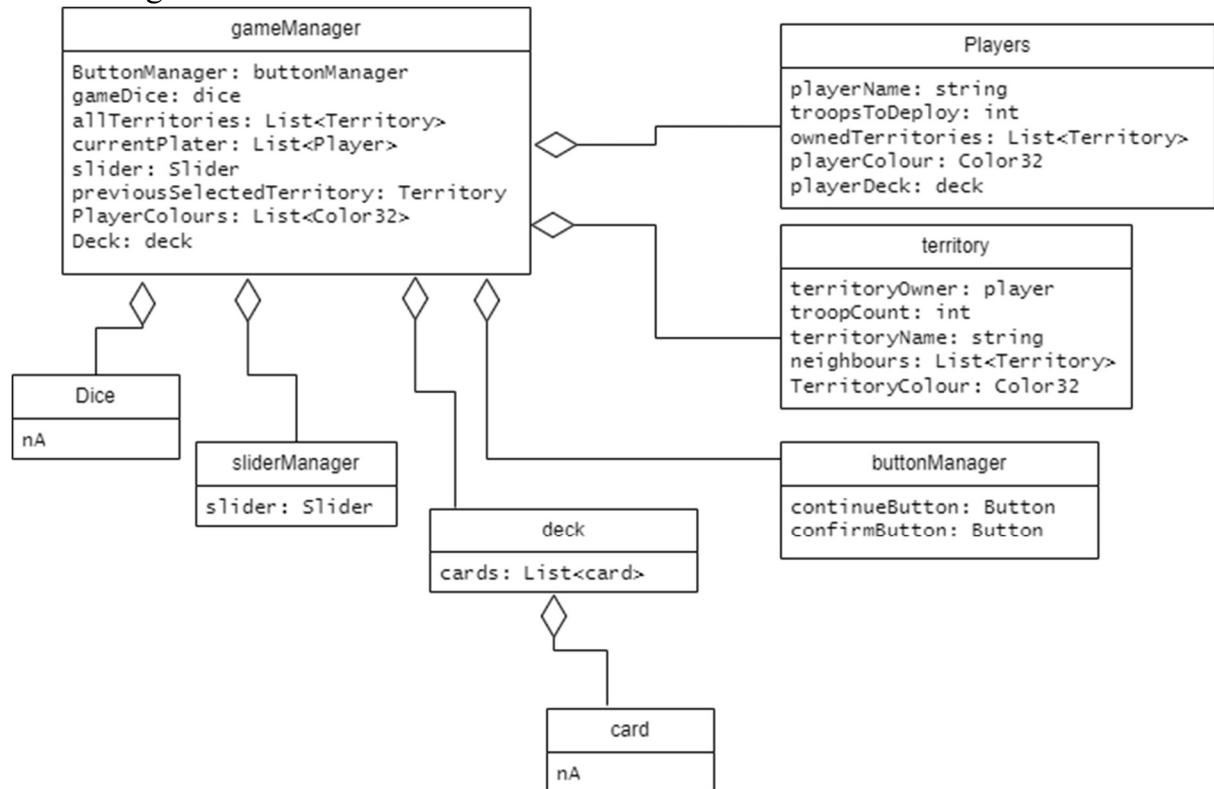 gameManager
ButtonManager: buttonManager
gameDice: dice
allTerritories: List<Territory>
currentPlater: List<Player>
slider: Slider
previousSelectedTerritory: Territory
PlayerColours: List<Color32>
Deck: deck
Players
playerName: string
troopsToDeploy: int
ownedTerritories: List<Territory>
playerColour: Color32
playerDeck: deck
territory
territoryOwner: player
troopCount: int
territoryName: string
neighbours: List<Territory>
TerritoryColour: Color32
Dice
nA
sliderManager
slider: Slider
buttonManager
continueButton: Button
confirmButton: Button
deck
cards: List<card>
card
nA